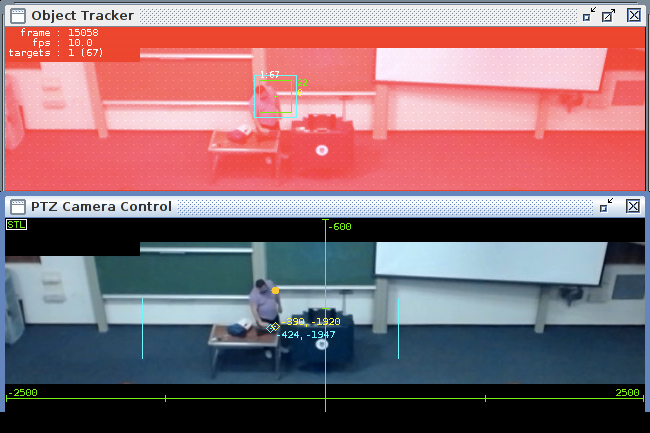 Object Tracker
frame : 15058
fps : 10.0
targets : 1 (67)
1:67
PTZ Camera Control
STL
-600
-399,-1920
-424,-1947
-2500
2500